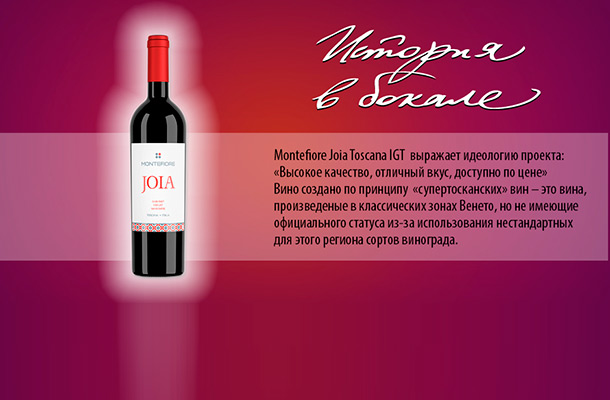 История
в бокале
MONTEFIORE
JOIA
Montefiore Joia Toscana IGT выражает идеологию проекта:
«Высокое качество, отличный вкус, доступно по цене»
Вино создано по принципу «супертосканских» вин – это вина,
произведеные в классических зонах Венето, но не имеющие
официального статуса из-за использования нестандартных
для этого региона сортов винограда.